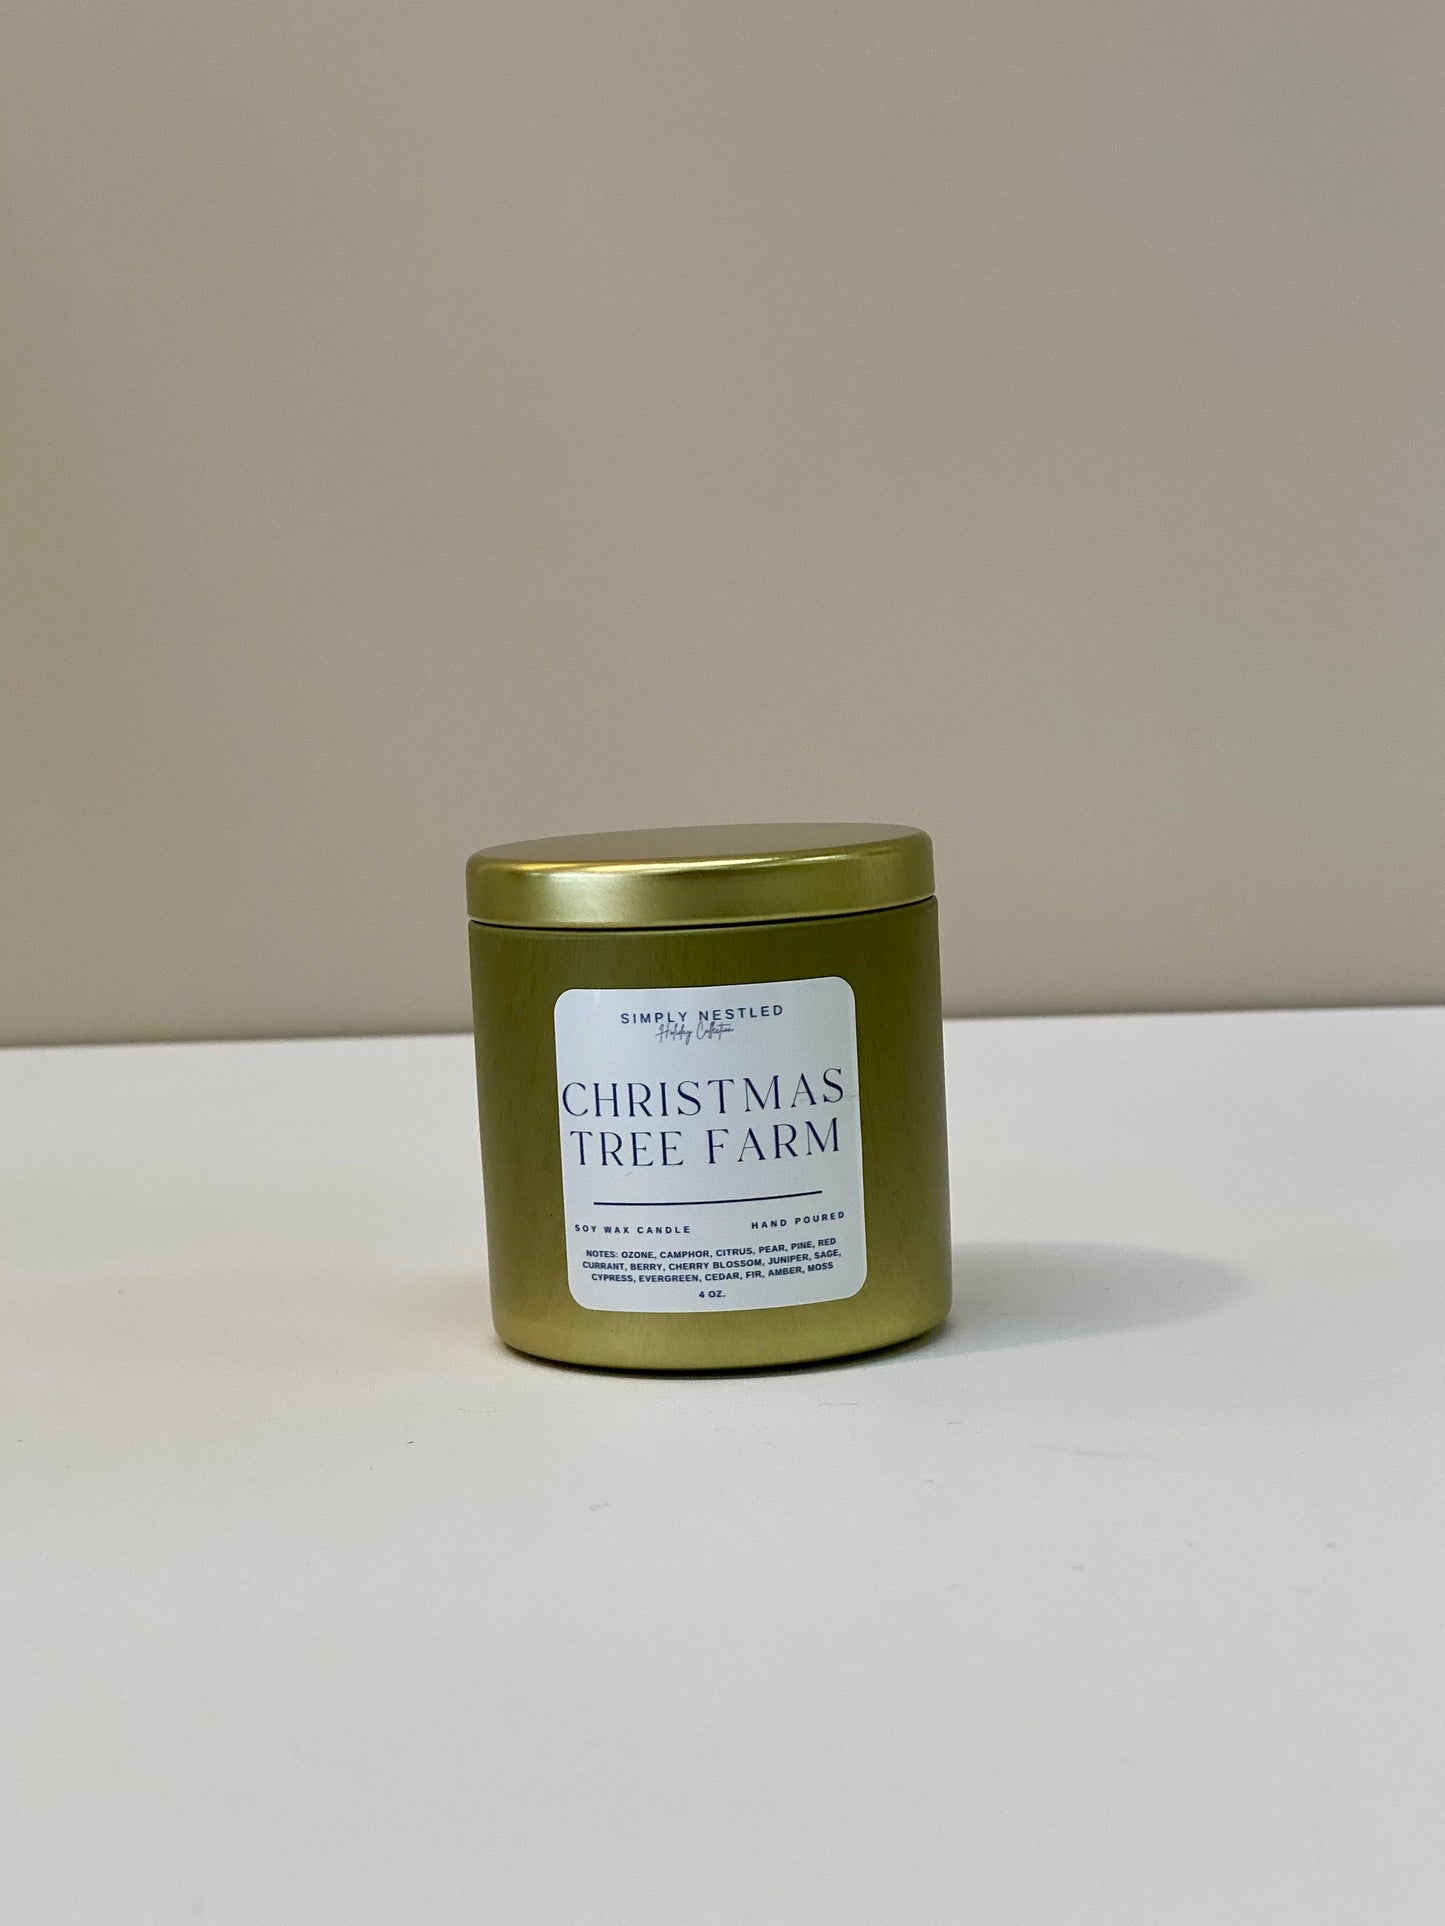 SIMPLY NESTLED
Holiday Collection
CHRISTMAS
TREE FARM
SOY WAX CANDLE HAND POURED
NOTES: OZONE, CAMPHOR, CITRUS, PEAR, PINE, RED
CURRANT, BERRY, CHERRY BLOSSOM, JUNIPER, SAGE,
CYPRESS, EVERGREEN, CEDAR, FIR, AMBER, MOSS
4 OZ.